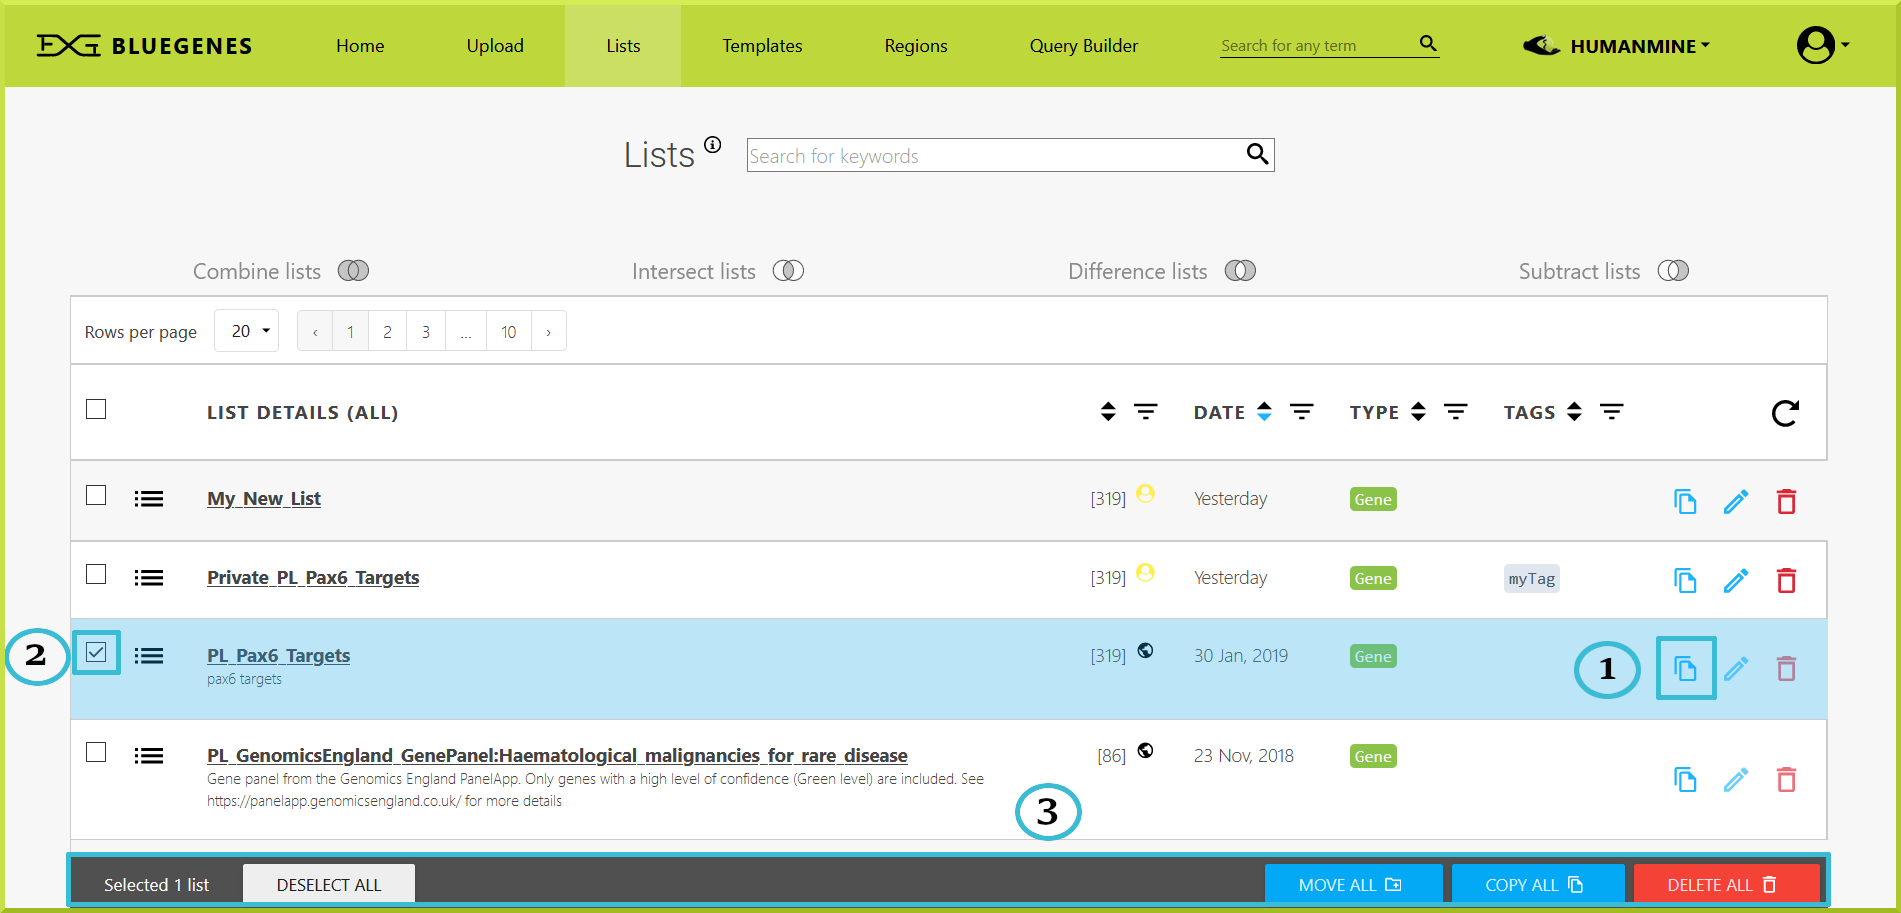 BLUEGENES Home Upload Lists Templates Regions Query Builder Search for any term HUMANMINE
Lists Search for keywords
Combine lists Intersect lists Difference lists Subtract lists
Rows per page 20 ‹ 1 2 3 ... 10 ›
LIST DETAILS (ALL) DATE TYPE TAGS
My_New_List [319] Yesterday Gene
Private_PL_Pax6_Targets [319] Yesterday Gene myTag
2 PL_Pax6_Targets [319] 30 Jan, 2019 Gene 1
pax6 targets
PL_GenomicsEngland_GenePanel:Haematological_malignancies_for_rare_disease [86] 23 Nov, 2018 Gene
Gene panel from the Genomics England PanelApp. Only genes with a high level of confidence (Green level) are included. See
https://panelapp.genomicsengland.co.uk/ for more details
3
Selected 1 list DESELECT ALL MOVE ALL COPY ALL DELETE ALL